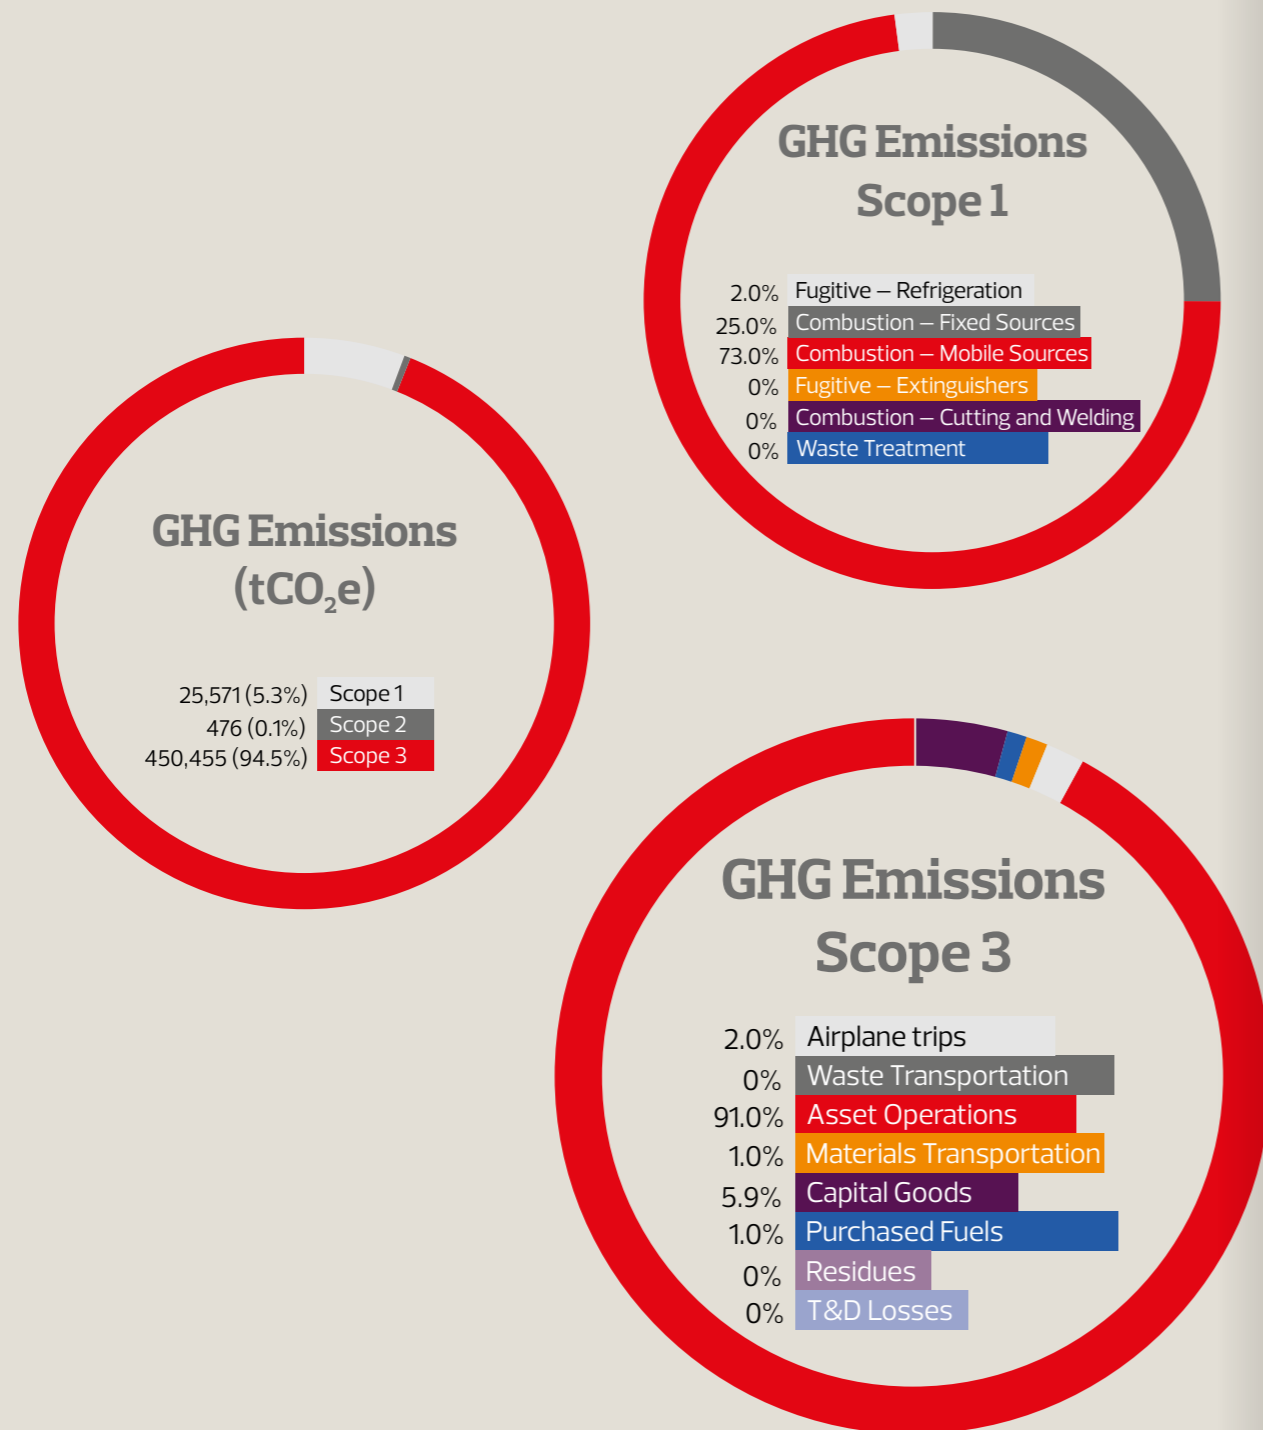 GHG Emissions
Scope 1
2.0% Fugitive – Refrigeration
25.0% Combustion – Fixed Sources
73.0% Combustion – Mobile Sources
0% Fugitive – Extinguishers
0% Combustion – Cutting and Welding
0% Waste Treatment
GHG Emissions
(tCO₂e)
25,571 (5.3%) Scope 1
476 (0.1%) Scope 2
450,455 (94.5%) Scope 3
GHG Emissions
Scope 3
2.0% Airplane trips
0% Waste Transportation
91.0% Asset Operations
1.0% Materials Transportation
5.9% Capital Goods
1.0% Purchased Fuels
0% Residues
0% T&D Losses